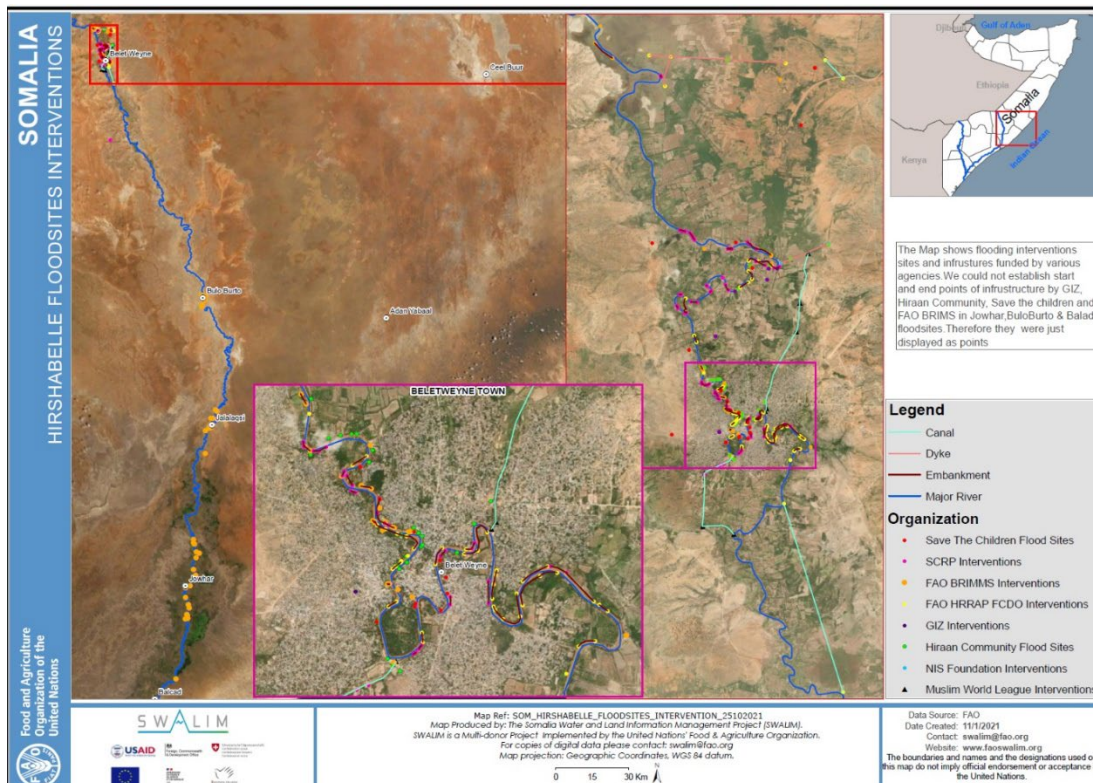 SOMALIA
HIRSHABELLE FLOODSITES INTERVENTIONS
Food and Agriculture
Organization of the
United Nations
FAO
Belet Weyne
Ceel Buur
Bulo Burto
Adan Yabaal
Jalalaqsi
Jowhar
Balcad
BELETWEYNE TOWN
Belet Weyne
Gulf of Aden
Ethiopia
Somalia
Kenya
Indian Ocean
The Map shows flooding interventions
sites and infrustures funded by various
agencies.We could not establish start
and end points of infrustructure by GIZ,
Hiraan Community, Save the children and
FAO BRIMS in Jowhar,BuloBurto & Balad
floodsites.Therefore they were just
displayed as points
Legend
Canal
Dyke
Embankment
Major River
Organization
Save The Children Flood Sites
SCRP Interventions
FAO BRIMMS Interventions
FAO HRRAP FCDO Interventions
GIZ Interventions
Hiraan Community Flood Sites
NIS Foundation Interventions
Muslim World League Interventions
SWALIM
USAID
Map Ref: SOM_HIRSHABELLE_FLOODSITES_INTERVENTION_25102021
Map Produced by: The Somalia Water and Land Information Management Project (SWALIM).
SWALIM is a Multi-donor Project implemented by the United Nations' Food & Agriculture Organization.
For copies of digital data please contact: swalim@fao.org
Map projection: Geographic Coordinates, WGS 84 datum.
0 15 30 Km
N
Data Source: FAO
Date Created: 11/1/2021
Contact: swalim@fao.org
Website: www.faoswalim.org
The boundaries and names and the designations used o
this map do not imply official endorsement or acceptance
the United Nations.